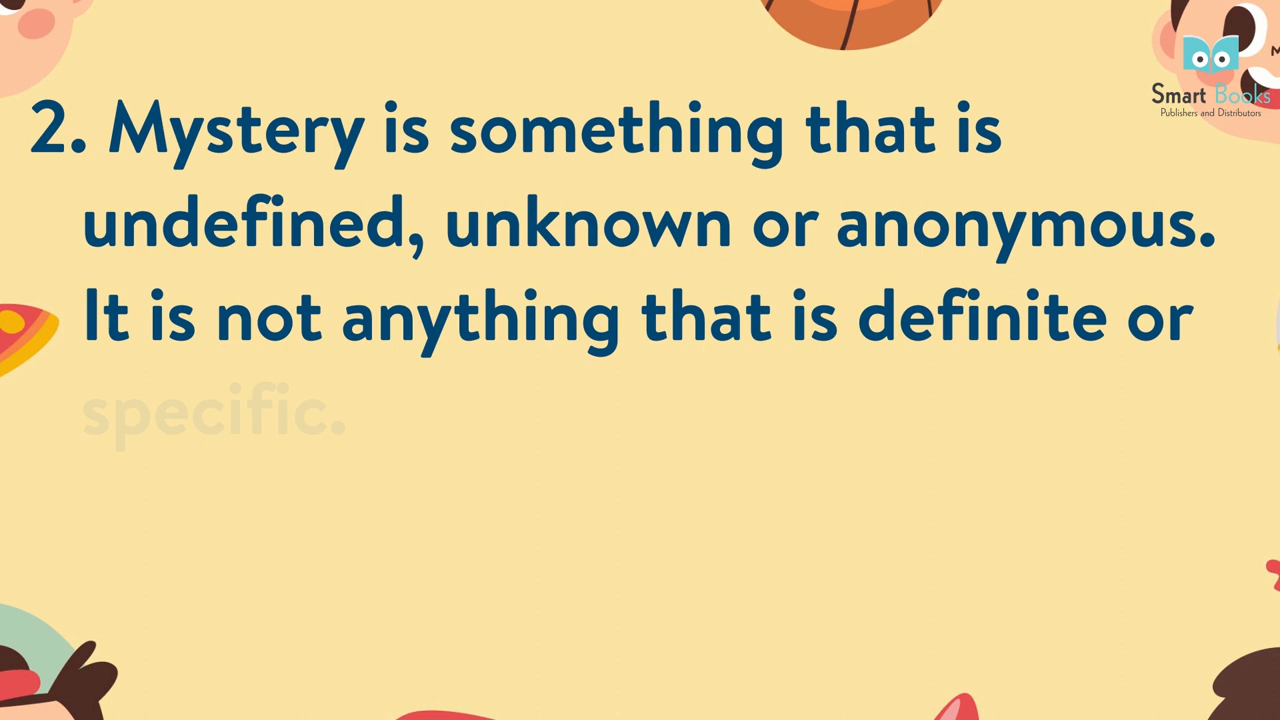 2. Mystery is something that is
undefined, unknown or anonymous.
It is not anything that is definite or
specific.
Smart Books
Publishers and Distributors
M